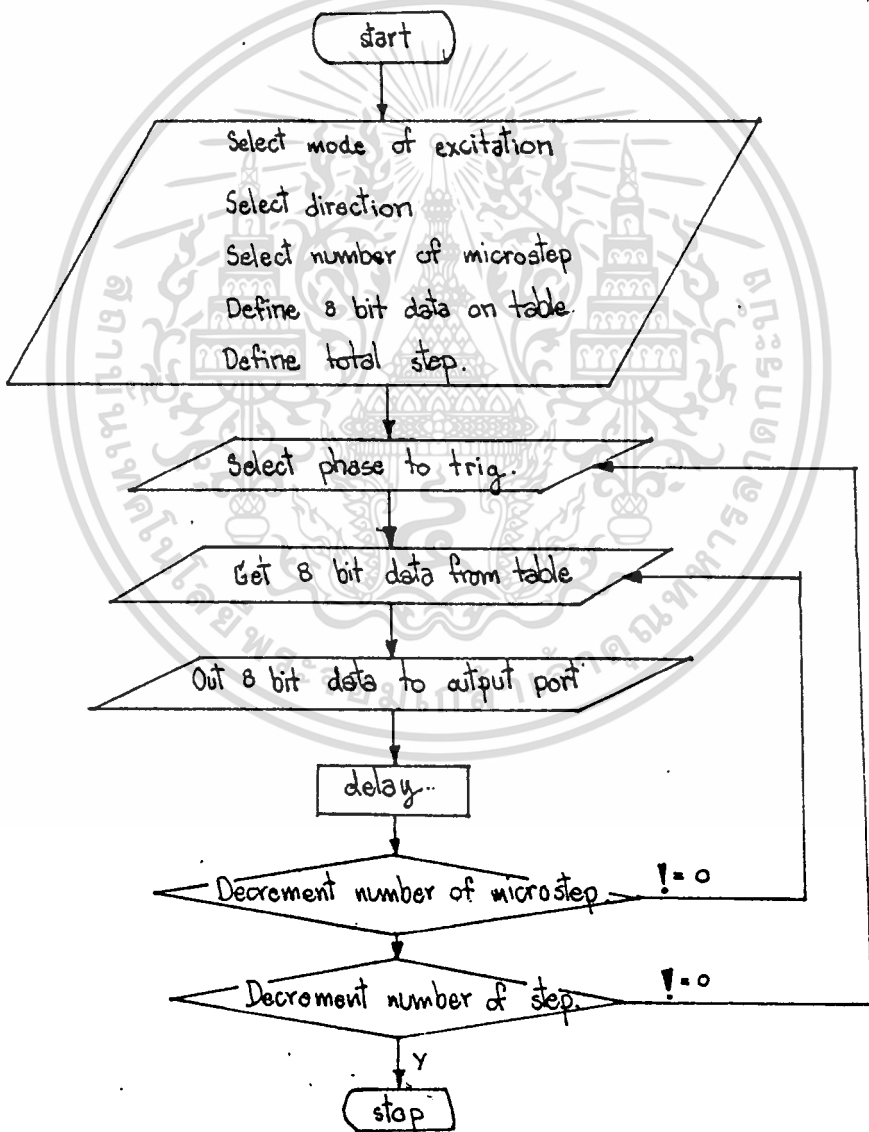 start
Select mode of excitation
Select direction
Select number of microstep
Define 8 bit data on table.
Define total step.
Select phase to trig.
Get 8 bit data from table
Out 8 bit data to output port
delay..
Decrement number of microstep.
!= 0
Decrement number of step.
!= 0
Y
stop